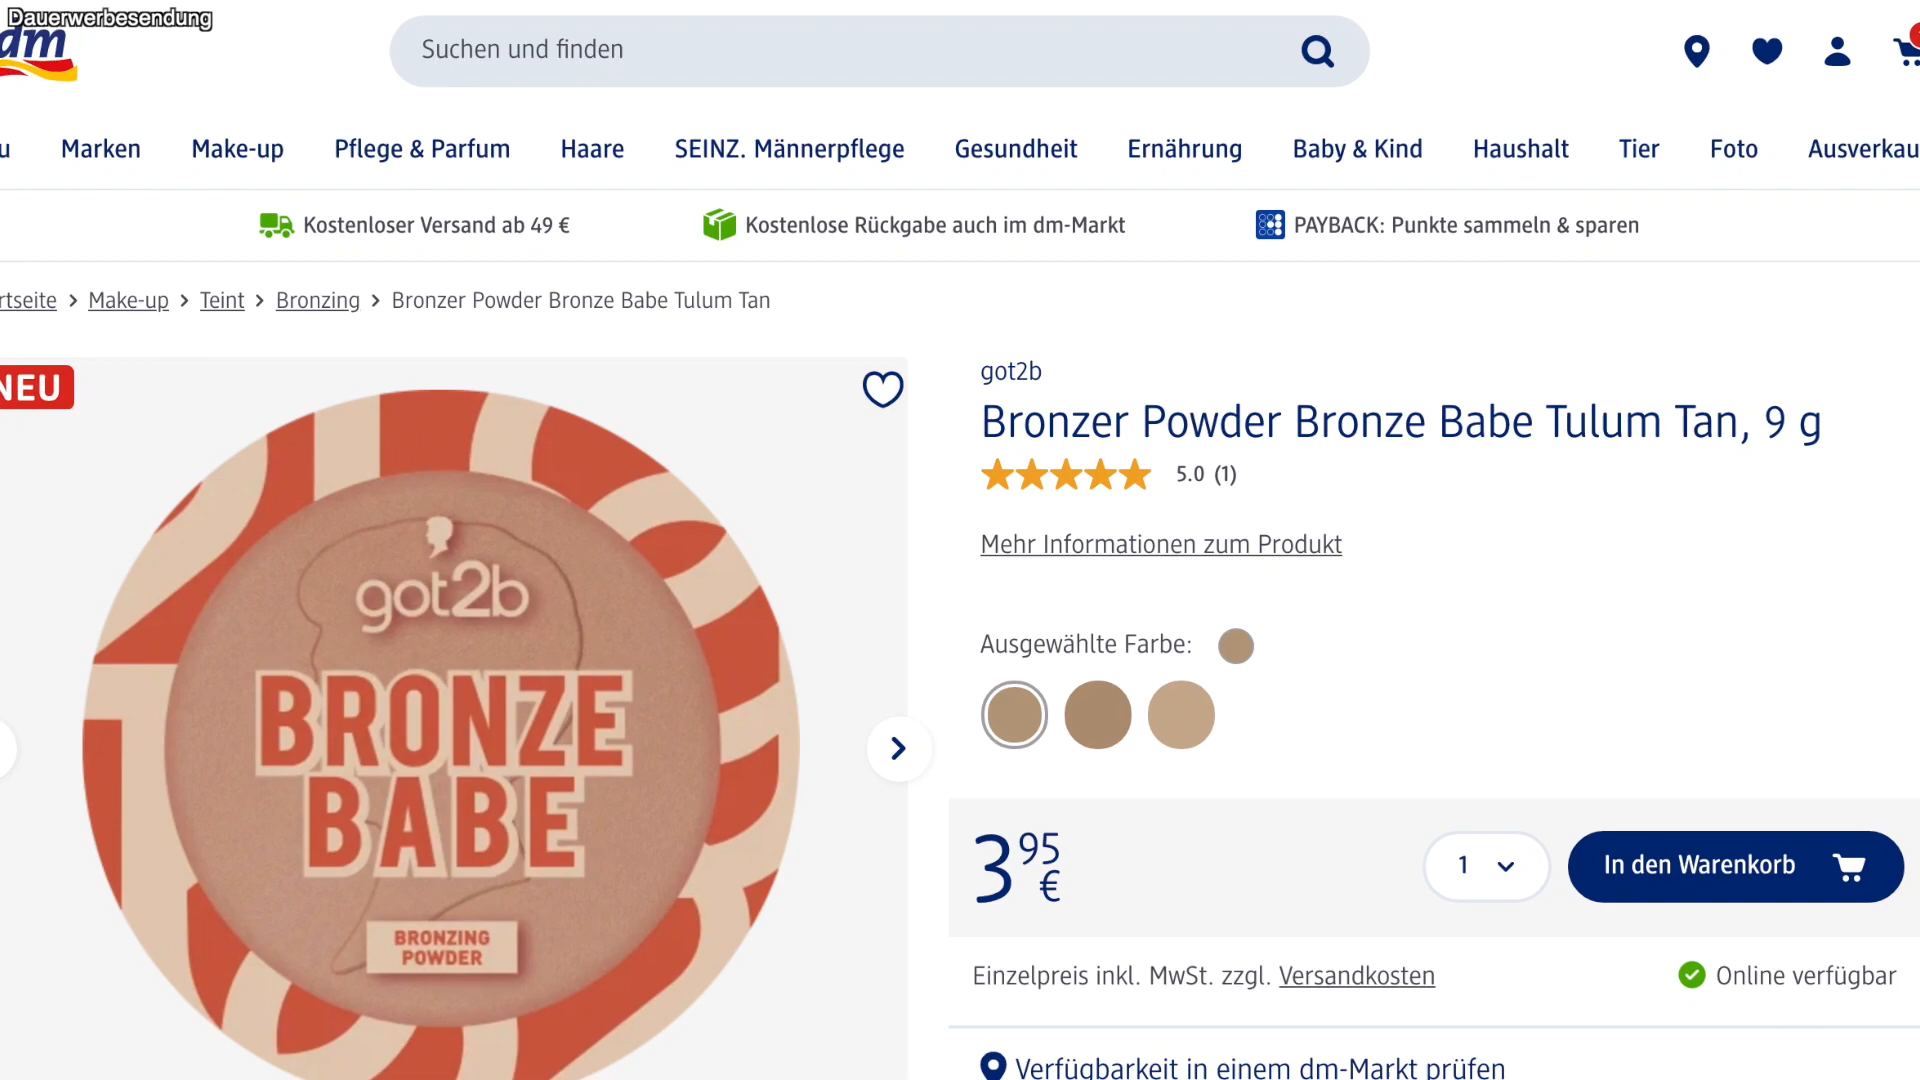 Dauerwerbesendung
dm
Suchen und finden
u Marken Make-up Pflege & Parfum Haare SEINZ. Männerpflege Gesundheit Ernährung Baby & Kind Haushalt Tier Foto Ausverkau
Kostenloser Versand ab 49 € Kostenlose Rückgabe auch im dm-Markt PAYBACK: Punkte sammeln & sparen
rtseite > Make-up > Teint > Bronzing > Bronzer Powder Bronze Babe Tulum Tan
NEU
got2b
BRONZE
BABE
BRONZING
POWDER
got2b
Bronzer Powder Bronze Babe Tulum Tan, 9 g
5.0 (1)
Mehr Informationen zum Produkt
Ausgewählte Farbe:
3 95 €
1
In den Warenkorb
Einzelpreis inkl. MwSt. zzgl. Versandkosten
Online verfügbar
Verfügbarkeit in einem dm-Markt prüfen